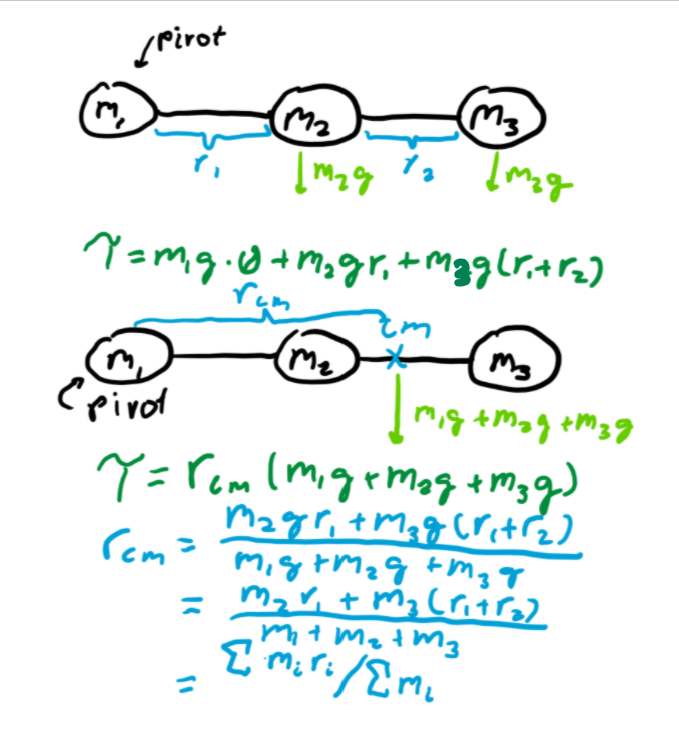 pivot
m₁ m₂ m₃
r₁ r₂
m₂g m₃g
τ = m₁g · 0 + m₂gr₁ + m₃g(r₁+r₂)
rcm
cm
m₁ m₂ m₃
pivot
m₁g + m₂g + m₃g
τ = rcm (m₁g + m₂g + m₃g)
rcm = m₂gr₁ + m₃g(r₁+r₂) / m₁g + m₂g + m₃g
= m₂r₁ + m₃(r₁+r₂) / m₁ + m₂ + m₃
= Σ mᵢrᵢ / Σ mᵢ